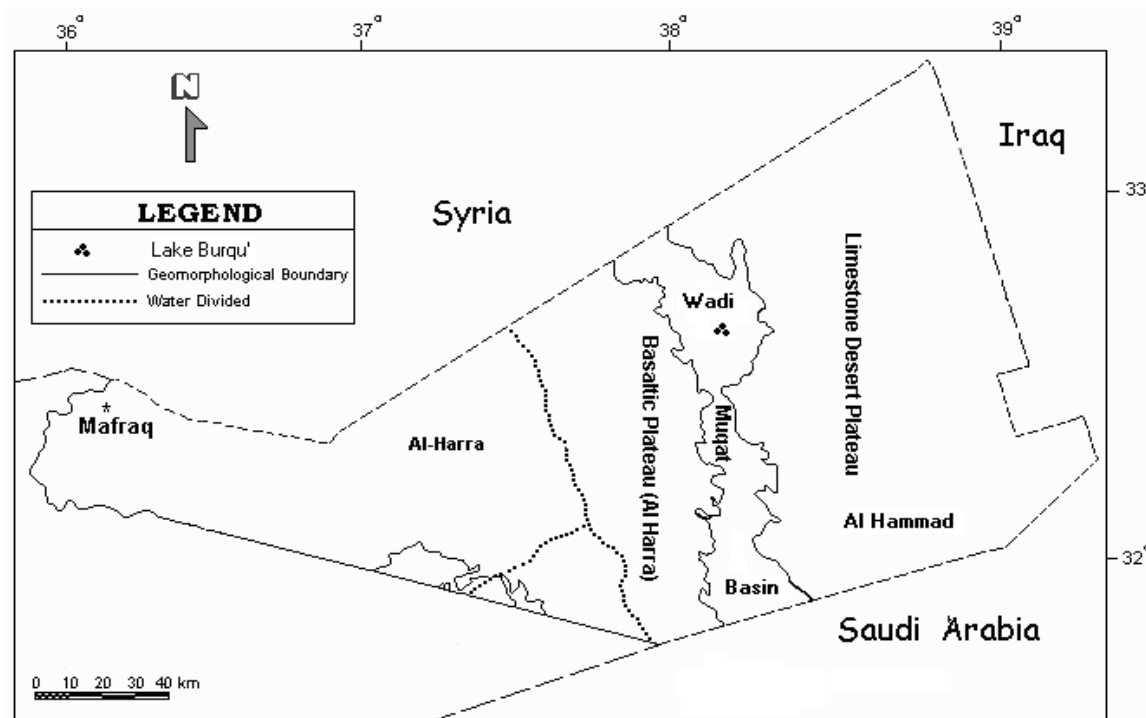 36°
37°
38°
39°
N
Iraq
33
Syria
LEGEND
Lake Burqu'
Geomorphological Boundary
Water Divided
Wadi
Limestone Desert Plateau
Basaltic Plateau (Al Harra)
Muqat
* Mafraq
Al-Harra
Al Hammad
32°
Basin
Saudi Arabia
0 10 20 30 40 km